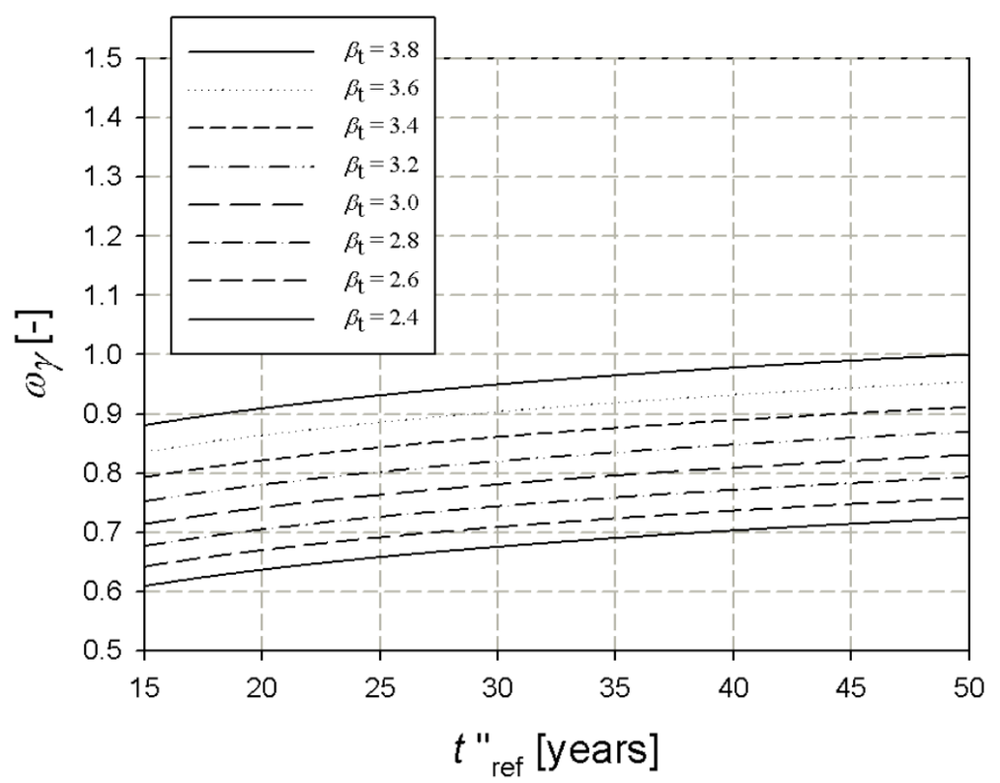 βt = 3.8
βt = 3.6
βt = 3.4
βt = 3.2
βt = 3.0
βt = 2.8
βt = 2.6
βt = 2.4
1.5
1.4
1.3
1.2
1.1
1.0
0.9
0.8
0.7
0.6
0.5
ωγ [-]
15 20 25 30 35 40 45 50
t "ref [years]